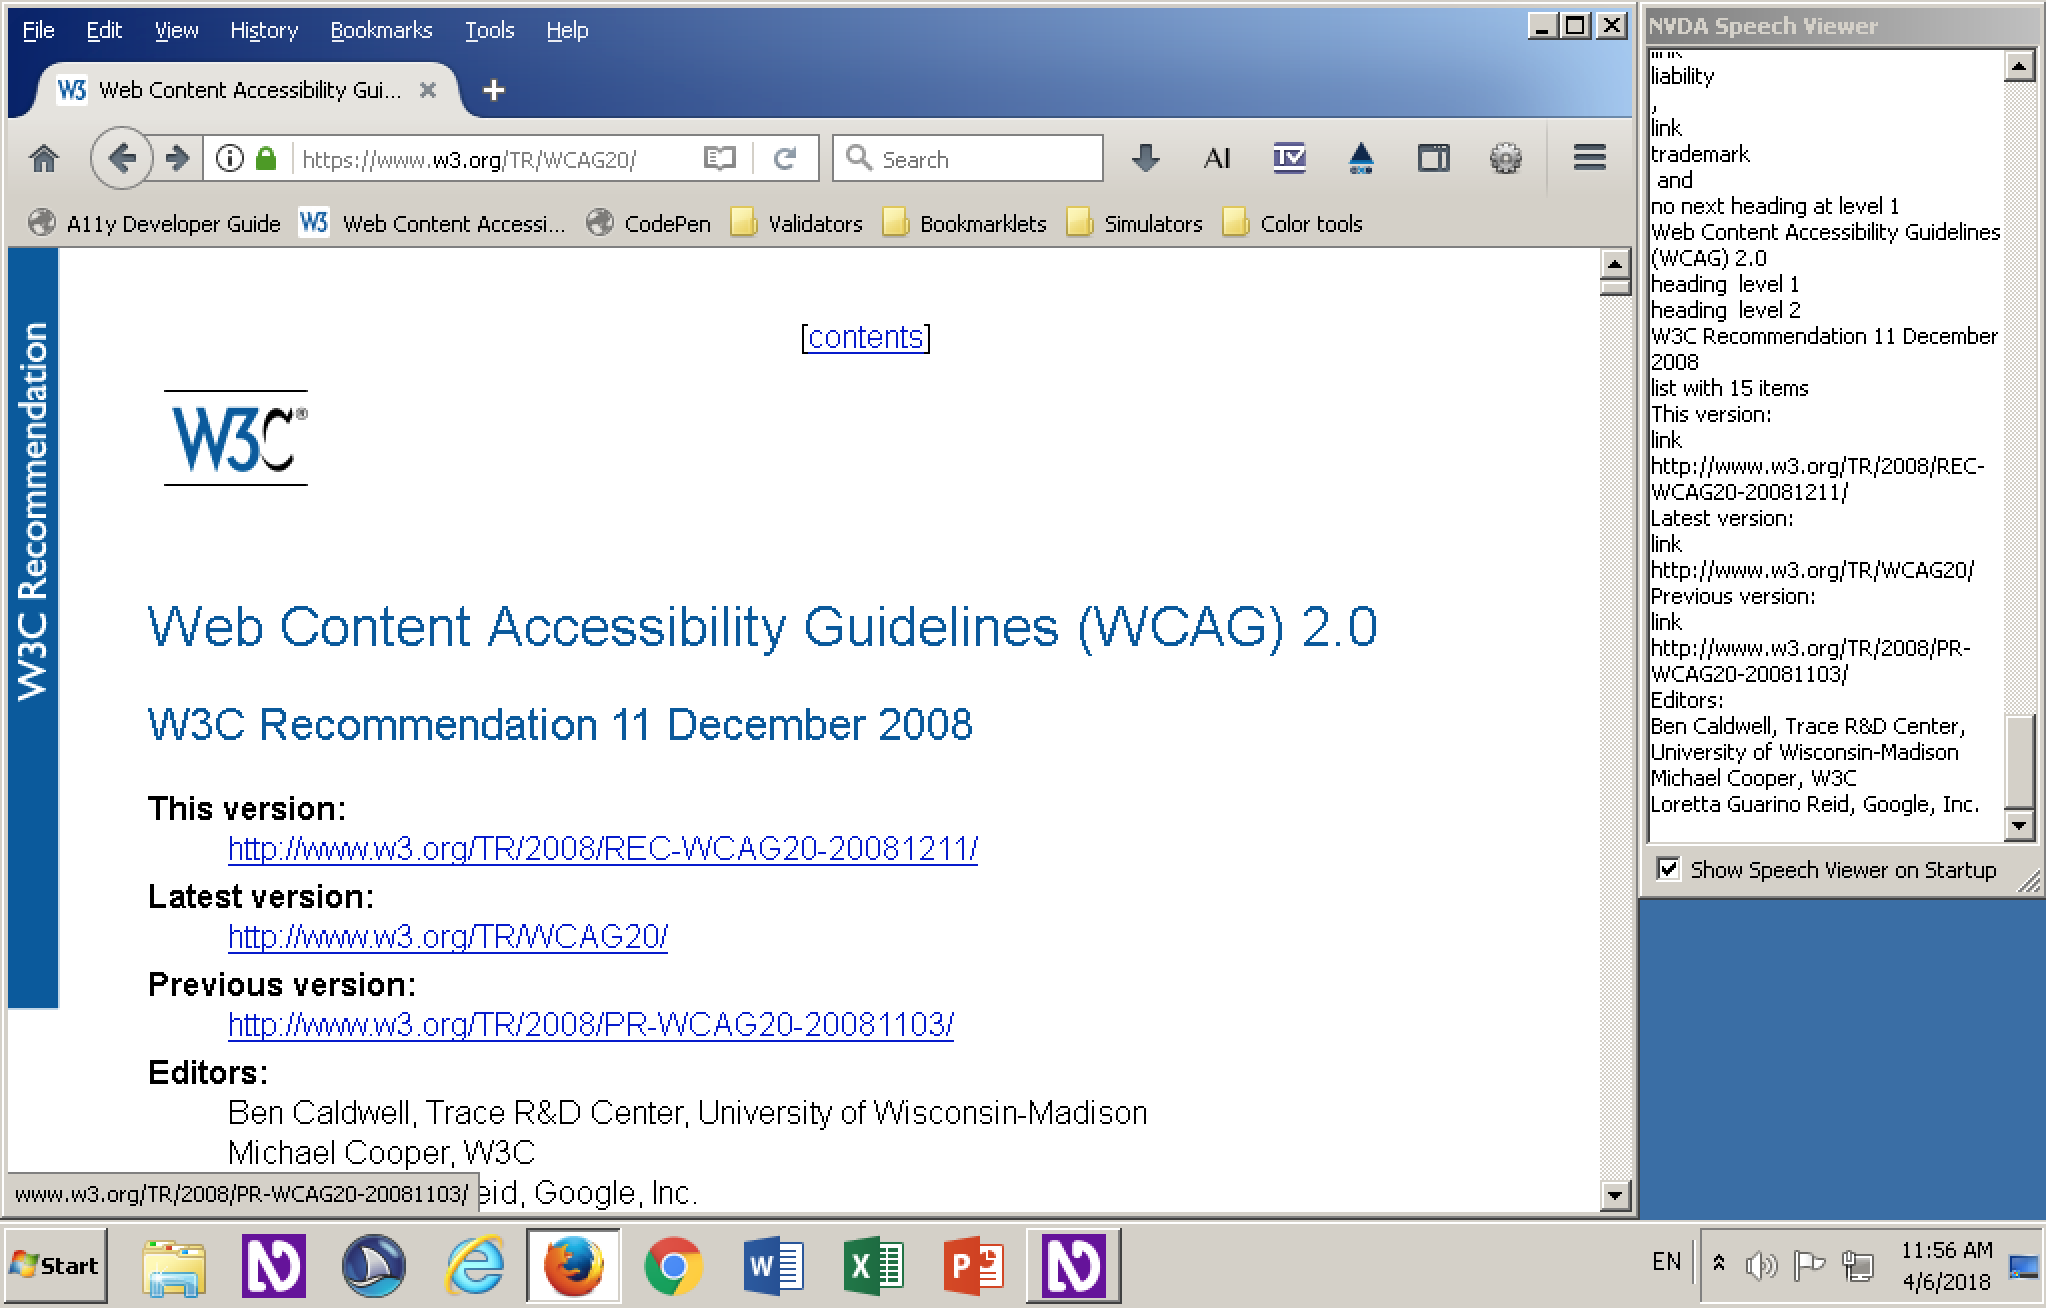 File Edit View History Bookmarks Tools Help
W3 Web Content Accessibility Gui...
https://www.w3.org/TR/WCAG20/
Search
AI
A11y Developer Guide W3 Web Content Accessi... CodePen Validators Bookmarklets Simulators Color tools
W3C Recommendation
[contents]
W3C®
Web Content Accessibility Guidelines (WCAG) 2.0
W3C Recommendation 11 December 2008
This version:
http://www.w3.org/TR/2008/REC-WCAG20-20081211/
Latest version:
http://www.w3.org/TR/WCAG20/
Previous version:
http://www.w3.org/TR/2008/PR-WCAG20-20081103/
Editors:
Ben Caldwell, Trace R&D Center, University of Wisconsin-Madison
Michael Cooper, W3C
eid, Google, Inc.
www.w3.org/TR/2008/PR-WCAG20-20081103/
NVDA Speech Viewer
link
liability
,
link
trademark
and
no next heading at level 1
Web Content Accessibility Guidelines
(WCAG) 2.0
heading level 1
heading level 2
W3C Recommendation 11 December
2008
list with 15 items
This version:
link
http://www.w3.org/TR/2008/REC-
WCAG20-20081211/
Latest version:
link
http://www.w3.org/TR/WCAG20/
Previous version:
link
http://www.w3.org/TR/2008/PR-
WCAG20-20081103/
Editors:
Ben Caldwell, Trace R&D Center,
University of Wisconsin-Madison
Michael Cooper, W3C
Loretta Guarino Reid, Google, Inc.
Show Speech Viewer on Startup
Start
EN
11:56 AM
4/6/2018